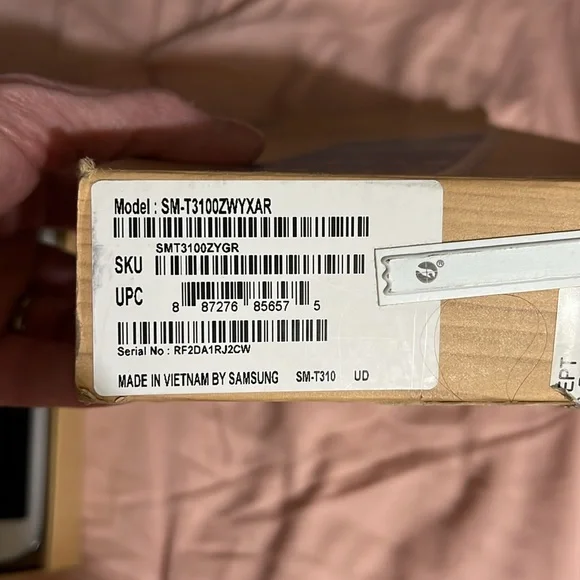 Model : SM-T3100ZWYXAR
SMT3100ZYGR
SKU
UPC 8 87276 85657 5
Serial No : RF2DA1RJ2CW
MADE IN VIETNAM BY SAMSUNG SM-T310 UD
®
EPT